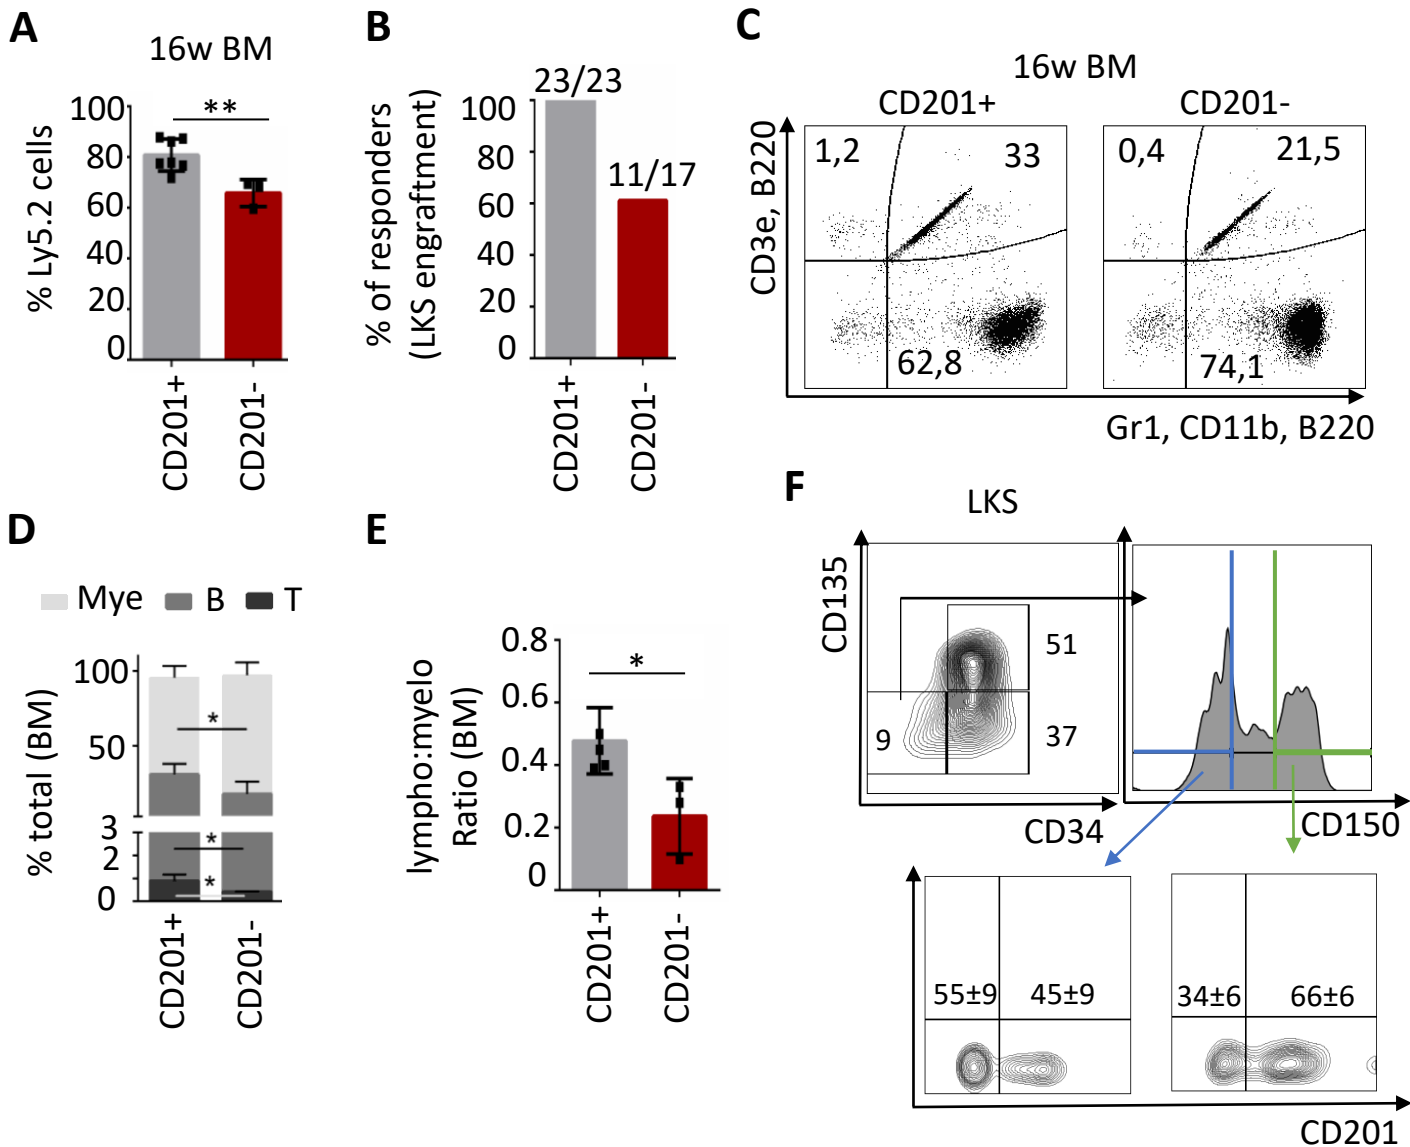 A
16w BM
**
% Ly5.2 cells
100
80
60
40
20
0
CD201+
CD201-
B
23/23
11/17
% of responders
(LKS engraftment)
100
80
60
40
20
0
CD201+
CD201-
C
16w BM
CD201+
CD201-
CD3e, B220
1,2
33
62,8
0,4
21,5
74,1
Gr1, CD11b, B220
D
Mye
B
T
% total (BM)
100
50
3
2
0
*
*
*
CD201+
CD201-
E
lympho:myelo
Ratio (BM)
0.8
0.6
0.4
0.2
0
*
CD201+
CD201-
F
LKS
CD135
51
9
37
CD34
CD150
55±9
45±9
34±6
66±6
CD201